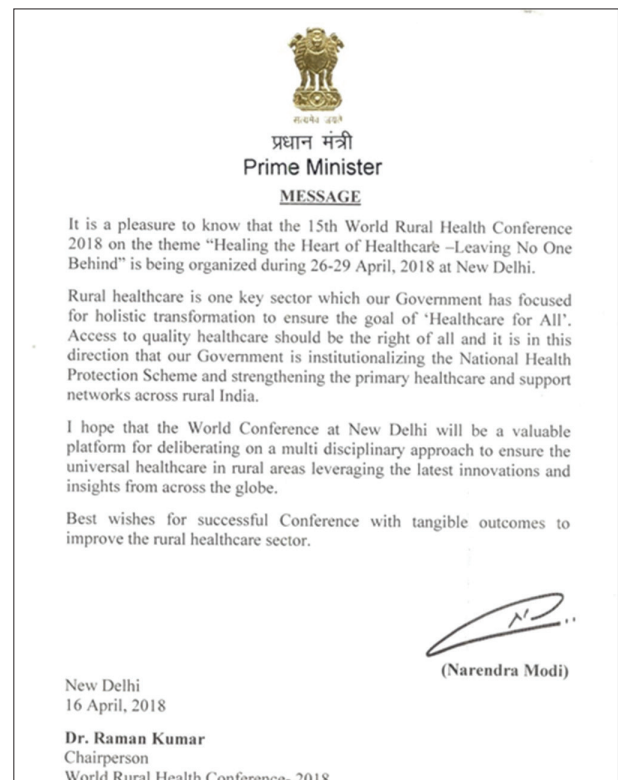 सत्यमेव जयते
प्रधान मंत्री
Prime Minister
MESSAGE
It is a pleasure to know that the 15th World Rural Health Conference
2018 on the theme “Healing the Heart of Healthcare –Leaving No One
Behind” is being organized during 26-29 April, 2018 at New Delhi.
Rural healthcare is one key sector which our Government has focused
for holistic transformation to ensure the goal of ‘Healthcare for All’.
Access to quality healthcare should be the right of all and it is in this
direction that our Government is institutionalizing the National Health
Protection Scheme and strengthening the primary healthcare and support
networks across rural India.
I hope that the World Conference at New Delhi will be a valuable
platform for deliberating on a multi disciplinary approach to ensure the
universal healthcare in rural areas leveraging the latest innovations and
insights from across the globe.
Best wishes for successful Conference with tangible outcomes to
improve the rural healthcare sector.
(Narendra Modi)
New Delhi
16 April, 2018
Dr. Raman Kumar
Chairperson
World Rural Health Conference- 2018